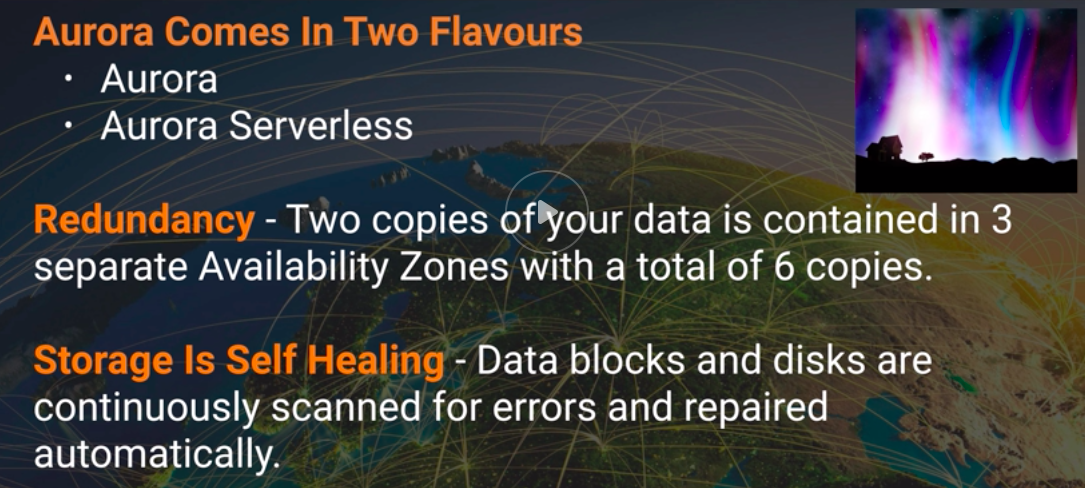 Aurora Comes In Two Flavours
• Aurora
• Aurora Serverless
Redundancy - Two copies of your data is contained in 3
separate Availability Zones with a total of 6 copies.
Storage Is Self Healing - Data blocks and disks are
continuously scanned for errors and repaired
automatically.